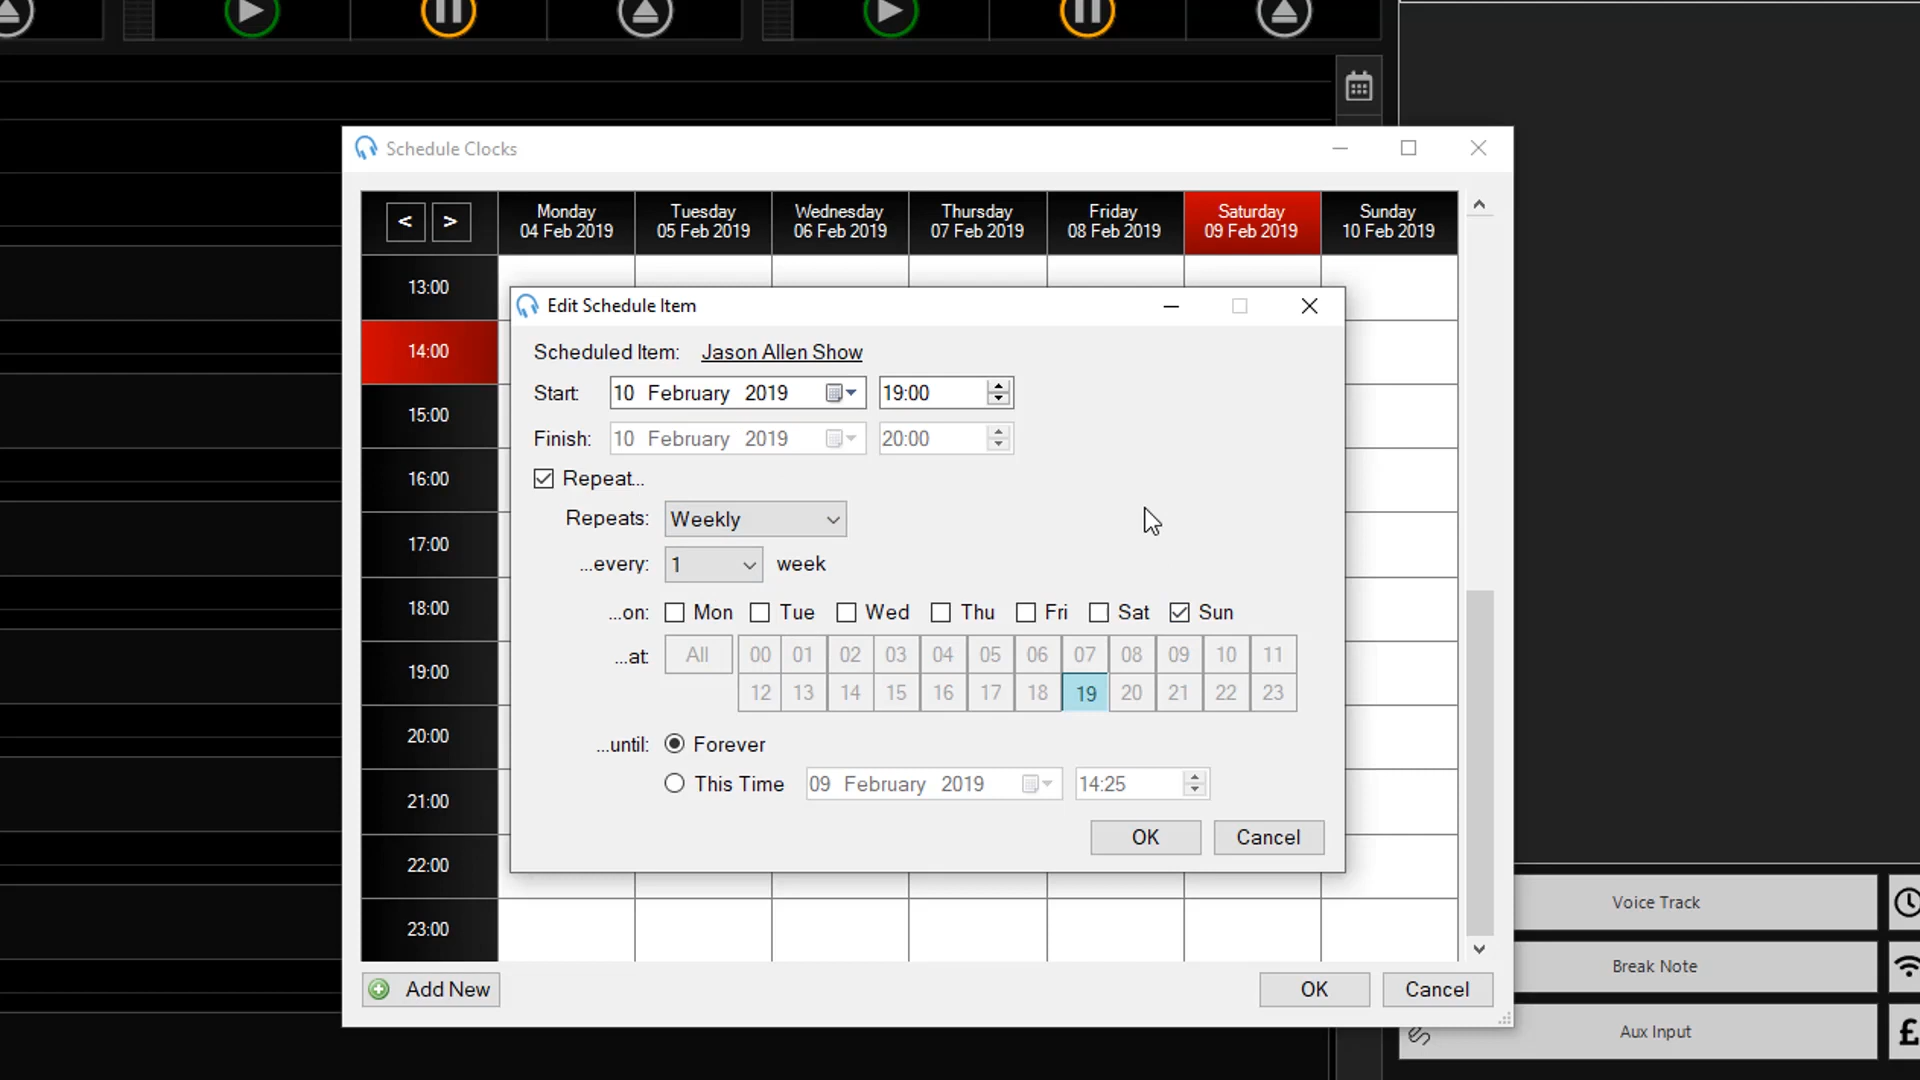 Schedule Clocks
< >
Monday
04 Feb 2019
Tuesday
05 Feb 2019
Wednesday
06 Feb 2019
Thursday
07 Feb 2019
Friday
08 Feb 2019
Saturday
09 Feb 2019
Sunday
10 Feb 2019
13:00
14:00
15:00
16:00
17:00
18:00
19:00
20:00
21:00
22:00
23:00
Edit Schedule Item
Scheduled Item: Jason Allen Show
Start: 10 February 2019 19:00
Finish: 10 February 2019 20:00
Repeat...
Repeats: Weekly
...every: 1 week
...on: Mon Tue Wed Thu Fri Sat Sun
...at: All 00 01 02 03 04 05 06 07 08 09 10 11
12 13 14 15 16 17 18 19 20 21 22 23
...until: Forever
This Time 09 February 2019 14:25
OK Cancel
Add New OK Cancel
Voice Track
Break Note
Aux Input £